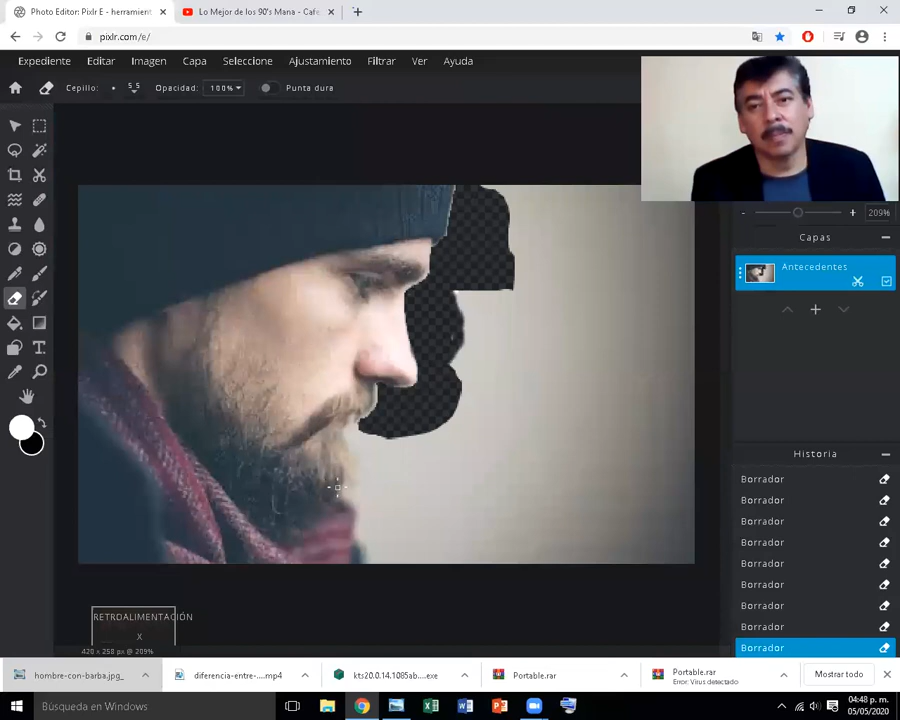 Photo Editor: Pixlr E - herramient
Lo Mejor de los 90's Mana - Cafe
pixlr.com/e/
Expediente Editar Imagen Capa Seleccione Ajustamiento Filtrar Ver Ayuda
Cepillo: 5,5 Opacidad: 100% Punta dura
209%
Capas
Antecedentes
Historia
Borrador
Borrador
Borrador
Borrador
Borrador
Borrador
Borrador
Borrador
Borrador
RETROALIMENTACIÓN
X
420 x 258 px @ 209%
hombre-con-barba.jpg_
diferencia-entre-....mp4
kts20.0.14.1085ab....exe
Portable.rar
Portable.rar
Error: Virus detectado
Mostrar todo
Búsqueda en Windows
04:48 p. m.
05/05/2020